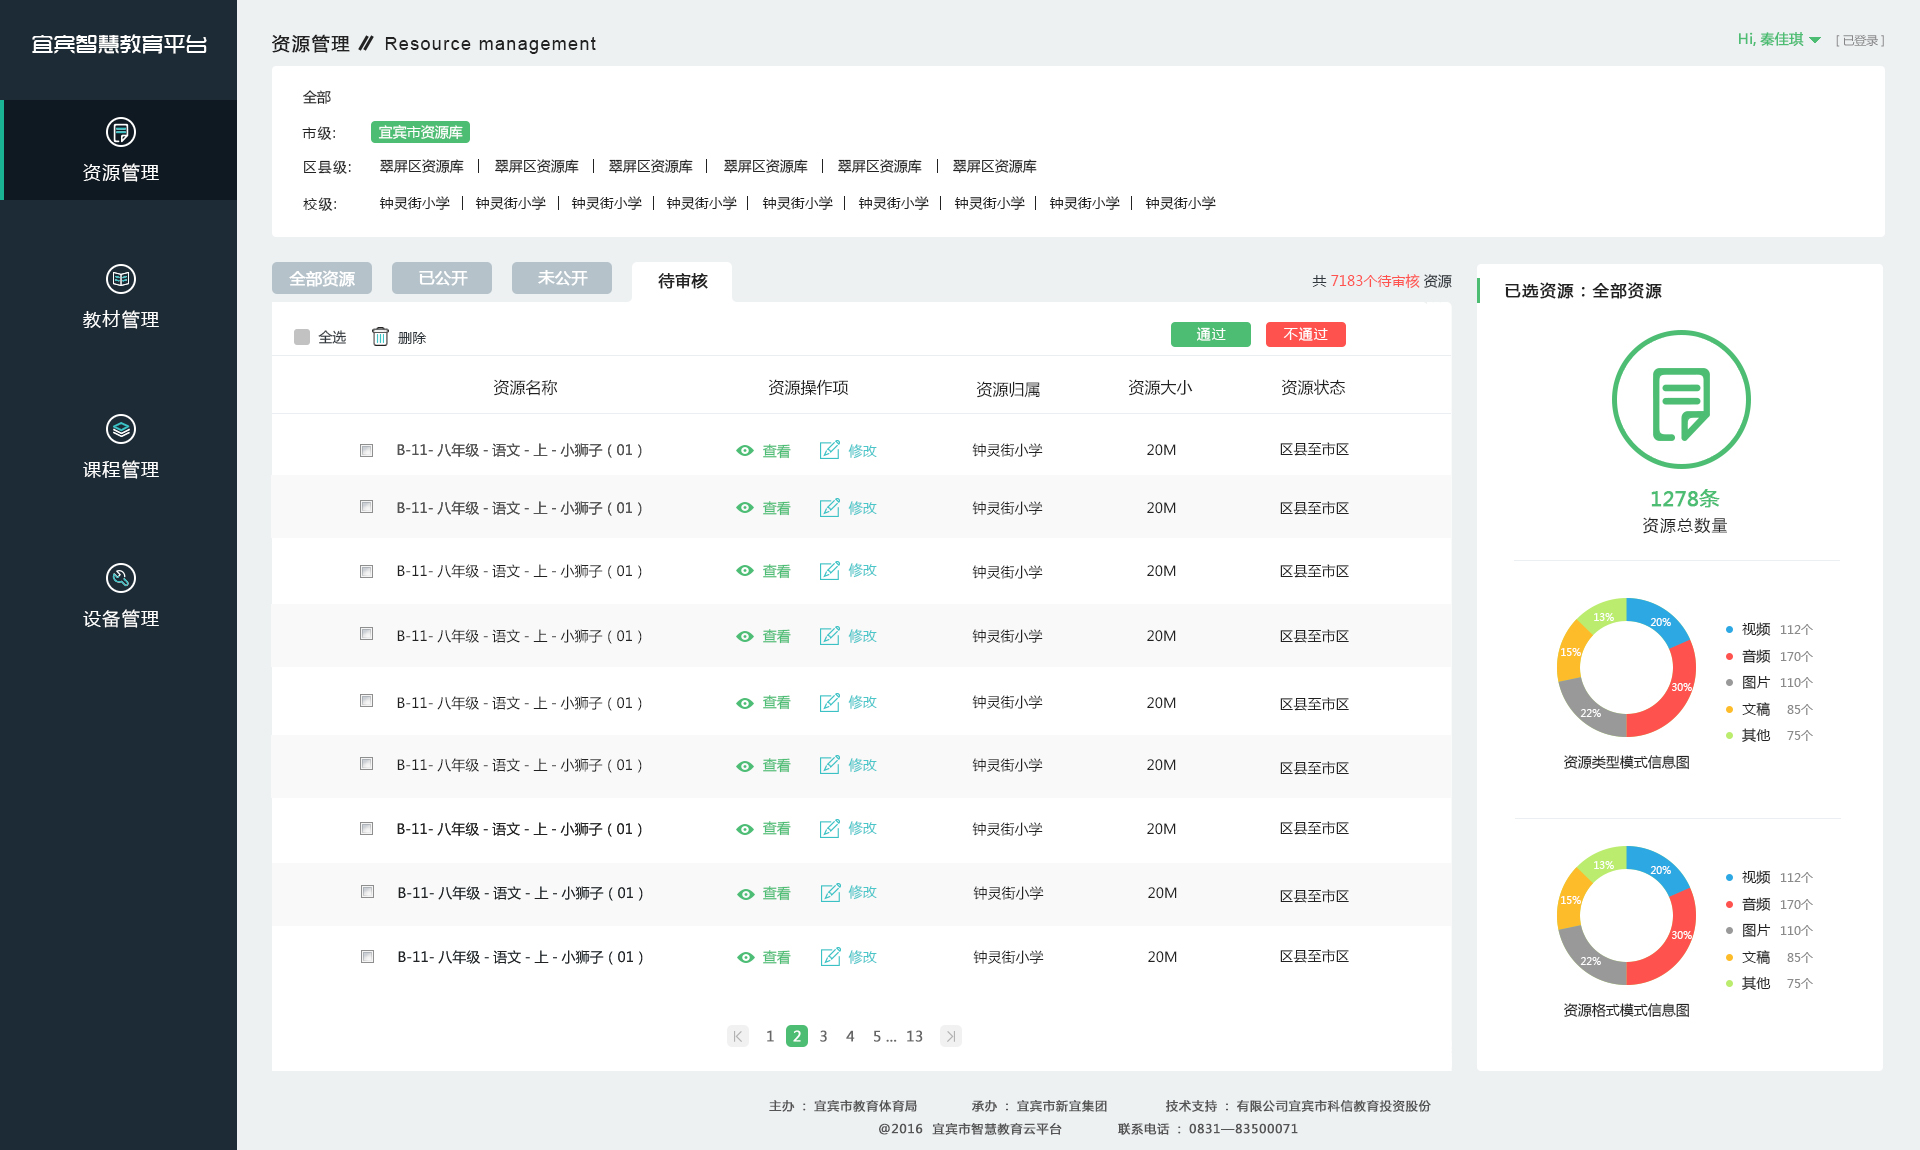 宜宾智慧教育平台
资源管理
教材管理
课程管理
设备管理
资源管理 // Resource management
Hi, 秦佳琪 [ 已登录 ]
全部
市级: 宜宾市资源库
区县级: 翠屏区资源库 | 翠屏区资源库 | 翠屏区资源库 | 翠屏区资源库 | 翠屏区资源库 | 翠屏区资源库
校级: 钟灵街小学 | 钟灵街小学 | 钟灵街小学 | 钟灵街小学 | 钟灵街小学 | 钟灵街小学 | 钟灵街小学 | 钟灵街小学 | 钟灵街小学
全部资源 已公开 未公开 待审核 共 7183个待审核 资源
全选 删除 通过 不通过
资源名称 资源操作项 资源归属 资源大小 资源状态
B-11- 八年级 - 语文 - 上 - 小狮子 ( 01 ) 查看 修改 钟灵街小学 20M 区县至市区
B-11- 八年级 - 语文 - 上 - 小狮子 ( 01 ) 查看 修改 钟灵街小学 20M 区县至市区
B-11- 八年级 - 语文 - 上 - 小狮子 ( 01 ) 查看 修改 钟灵街小学 20M 区县至市区
B-11- 八年级 - 语文 - 上 - 小狮子 ( 01 ) 查看 修改 钟灵街小学 20M 区县至市区
B-11- 八年级 - 语文 - 上 - 小狮子 ( 01 ) 查看 修改 钟灵街小学 20M 区县至市区
B-11- 八年级 - 语文 - 上 - 小狮子 ( 01 ) 查看 修改 钟灵街小学 20M 区县至市区
B-11- 八年级 - 语文 - 上 - 小狮子 ( 01 ) 查看 修改 钟灵街小学 20M 区县至市区
B-11- 八年级 - 语文 - 上 - 小狮子 ( 01 ) 查看 修改 钟灵街小学 20M 区县至市区
B-11- 八年级 - 语文 - 上 - 小狮子 ( 01 ) 查看 修改 钟灵街小学 20M 区县至市区
1 2 3 4 5 ... 13
已选资源：全部资源
1278条
资源总数量
13% 20%
15%
30%
22%
视频 112个
音频 170个
图片 110个
文稿 85个
其他 75个
资源类型模式信息图
13% 20%
15%
30%
22%
视频 112个
音频 170个
图片 110个
文稿 85个
其他 75个
资源格式模式信息图
主办 ： 宜宾市教育体育局 承办 ： 宜宾市新宜集团 技术支持 ： 有限公司宜宾市科信教育投资股份
@2016 宜宾市智慧教育云平台 联系电话 ： 0831—83500071